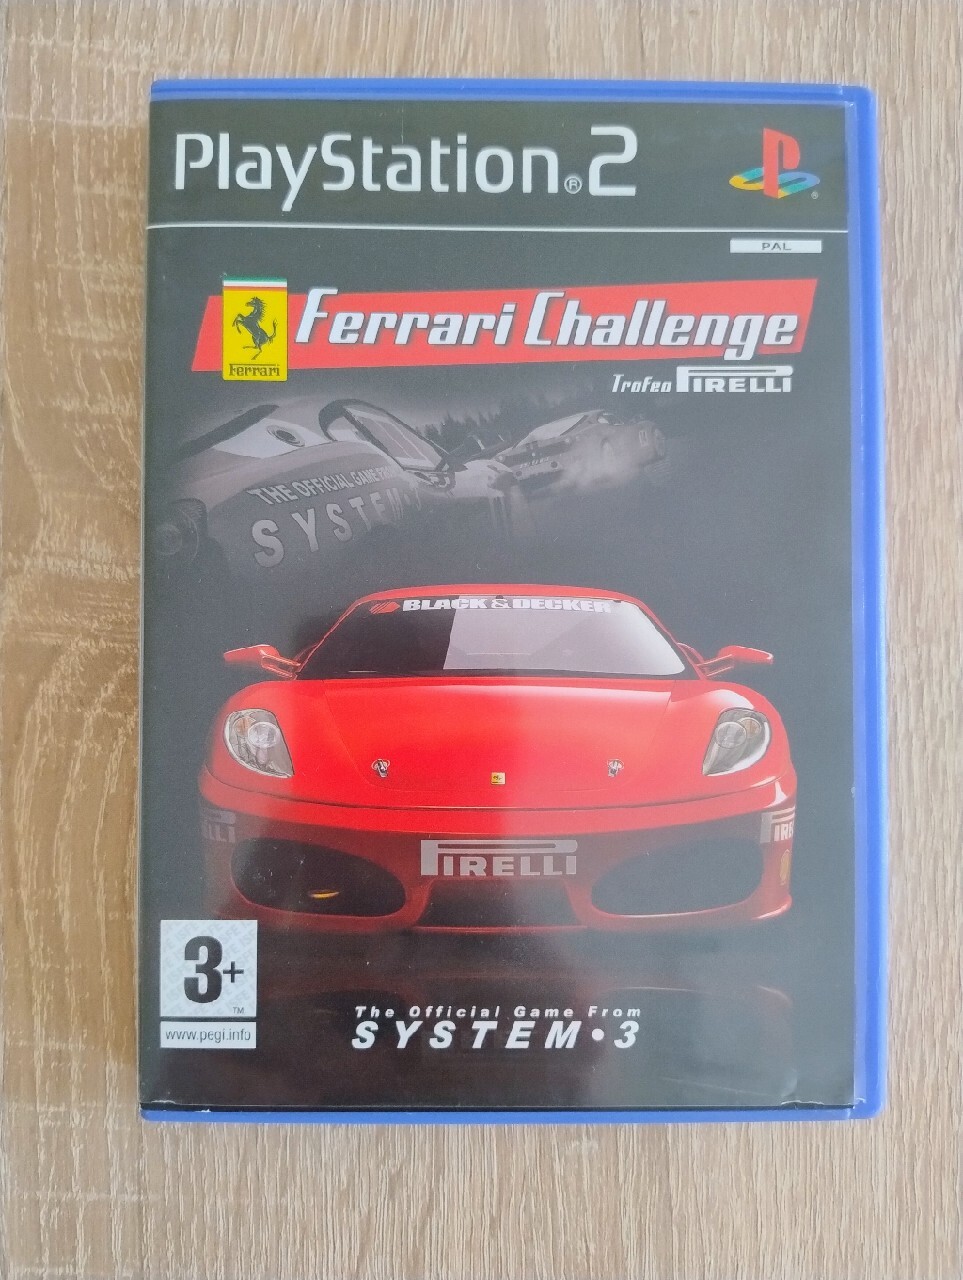 PlayStation®2
PAL
Ferrari
Ferrari Challenge
Trofeo PIRELLI
THE OFFICIAL GAME FROM
SYSTEM
BLACK & DECKER
PIRELLI
3+
TM
www.pegi.info
The Official Game From
SYSTEM•3